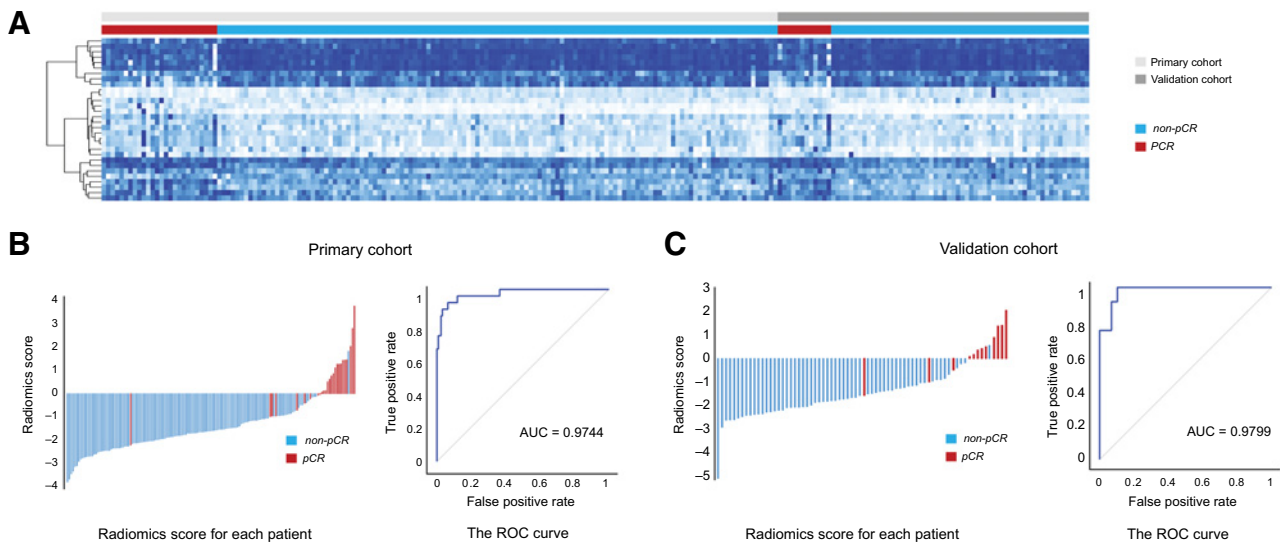 A
Primary cohort
Validation cohort
non-pCR
PCR
B
Primary cohort
4
3
2
1
0
–1
–2
–3
–4
Radiomics score
non-pCR
pCR
Radiomics score for each patient
1
0.8
0.6
0.4
0.2
0
True positive rate
AUC = 0.9744
0 0.2 0.4 0.6 0.8 1
False positive rate
The ROC curve
C
Validation cohort
3
2
1
0
–1
–2
–3
–4
–5
Radiomics score
non-pCR
pCR
Radiomics score for each patient
1
0.8
0.6
0.4
0.2
0
True positive rate
AUC = 0.9799
0 0.2 0.4 0.6 0.8 1
False positive rate
The ROC curve